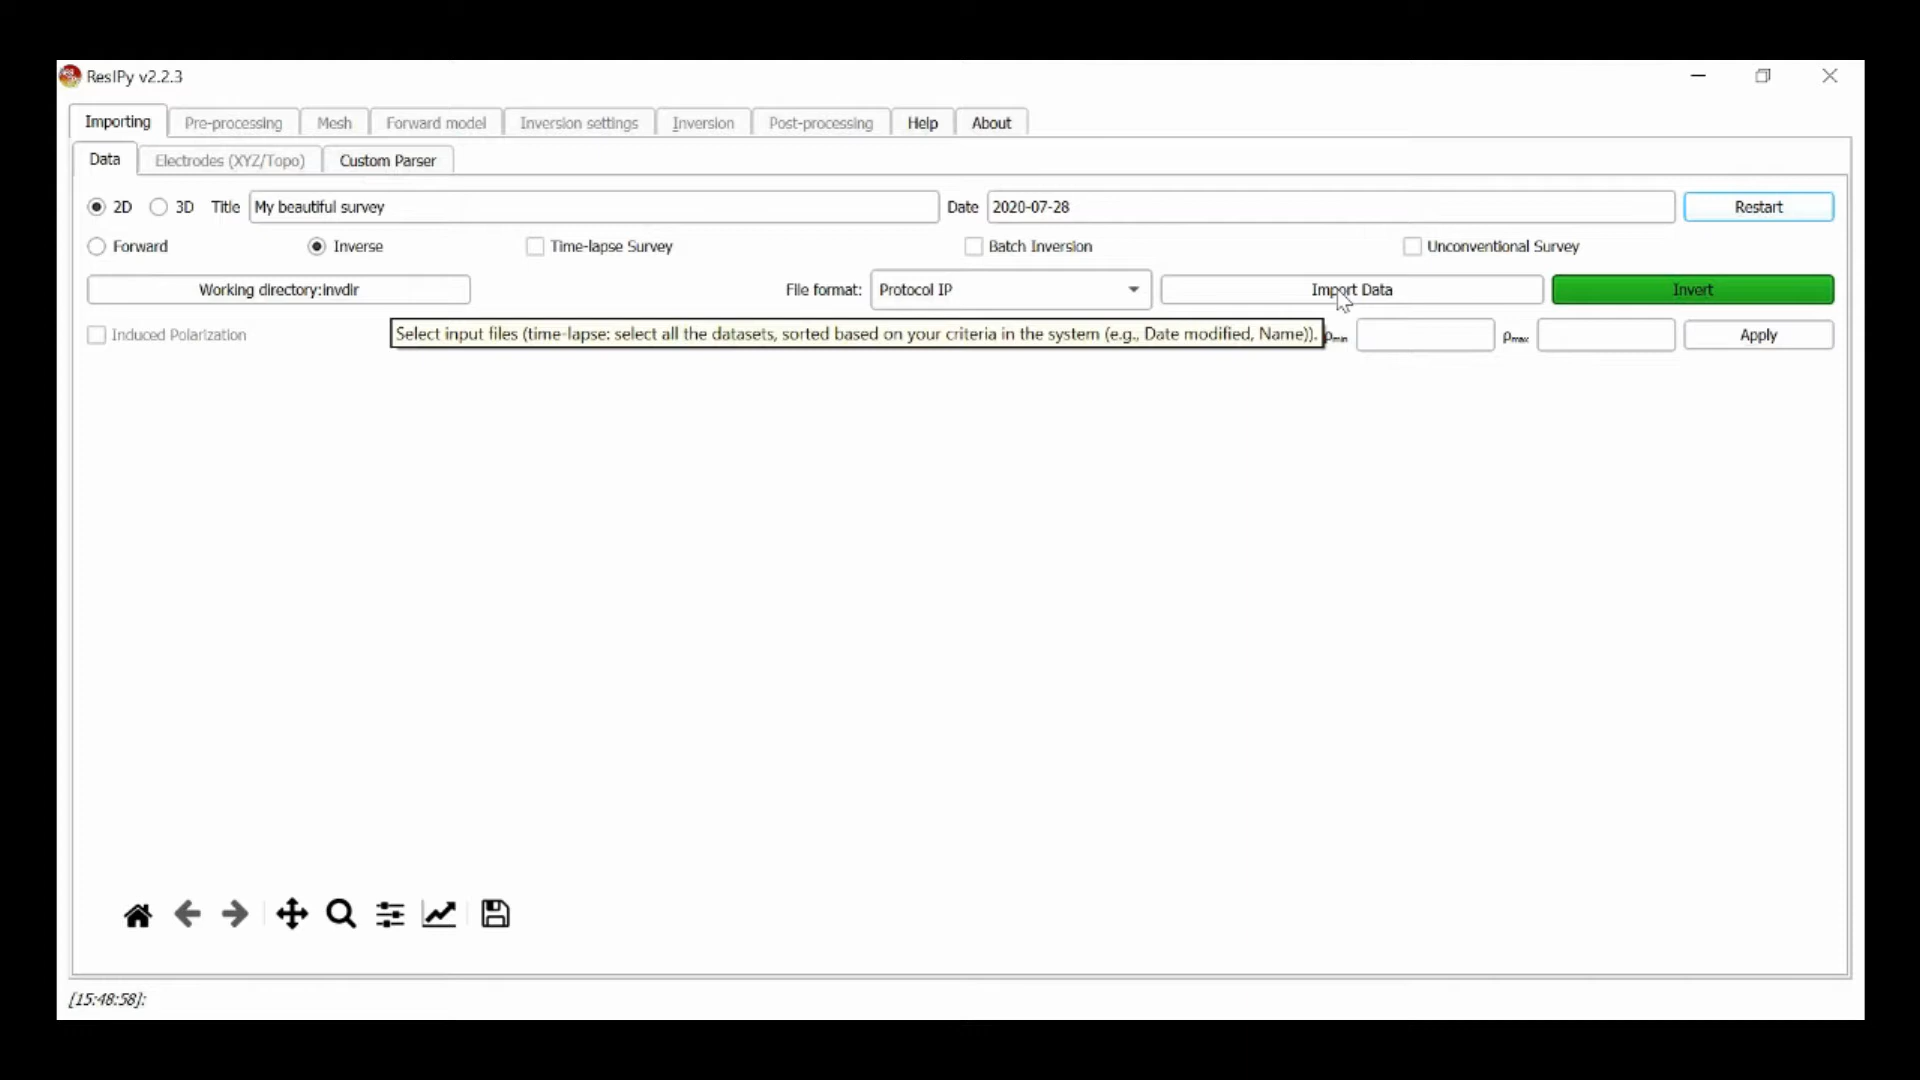 ResIPy v2.2.3
Importing Pre-processing Mesh Forward model Inversion settings Inversion Post-processing Help About
Data Electrodes (XYZ/Topo) Custom Parser
2D 3D Title My beautiful survey Date 2020-07-28 Restart
Forward Inverse Time-lapse Survey Batch Inversion Unconventional Survey
Working directory:invdir File format: Protocol IP Import Data Invert
Induced Polarization Select input files (time-lapse: select all the datasets, sorted based on your criteria in the system (e.g., Date modified, Name)). ρmin ρmax Apply
[15:48:58]: